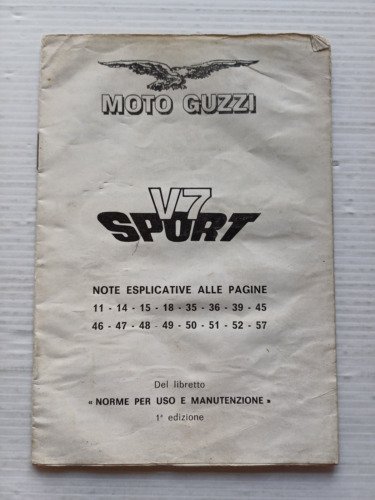 MOTO GUZZI
V7
SPORT
NOTE ESPLICATIVE ALLE PAGINE
11 - 14 - 15 - 18 - 35 - 36 - 39 - 45
46 - 47 - 48 - 49 - 50 - 51 - 52 - 57
Del libretto
« NORME PER USO E MANUTENZIONE »
1ª edizione